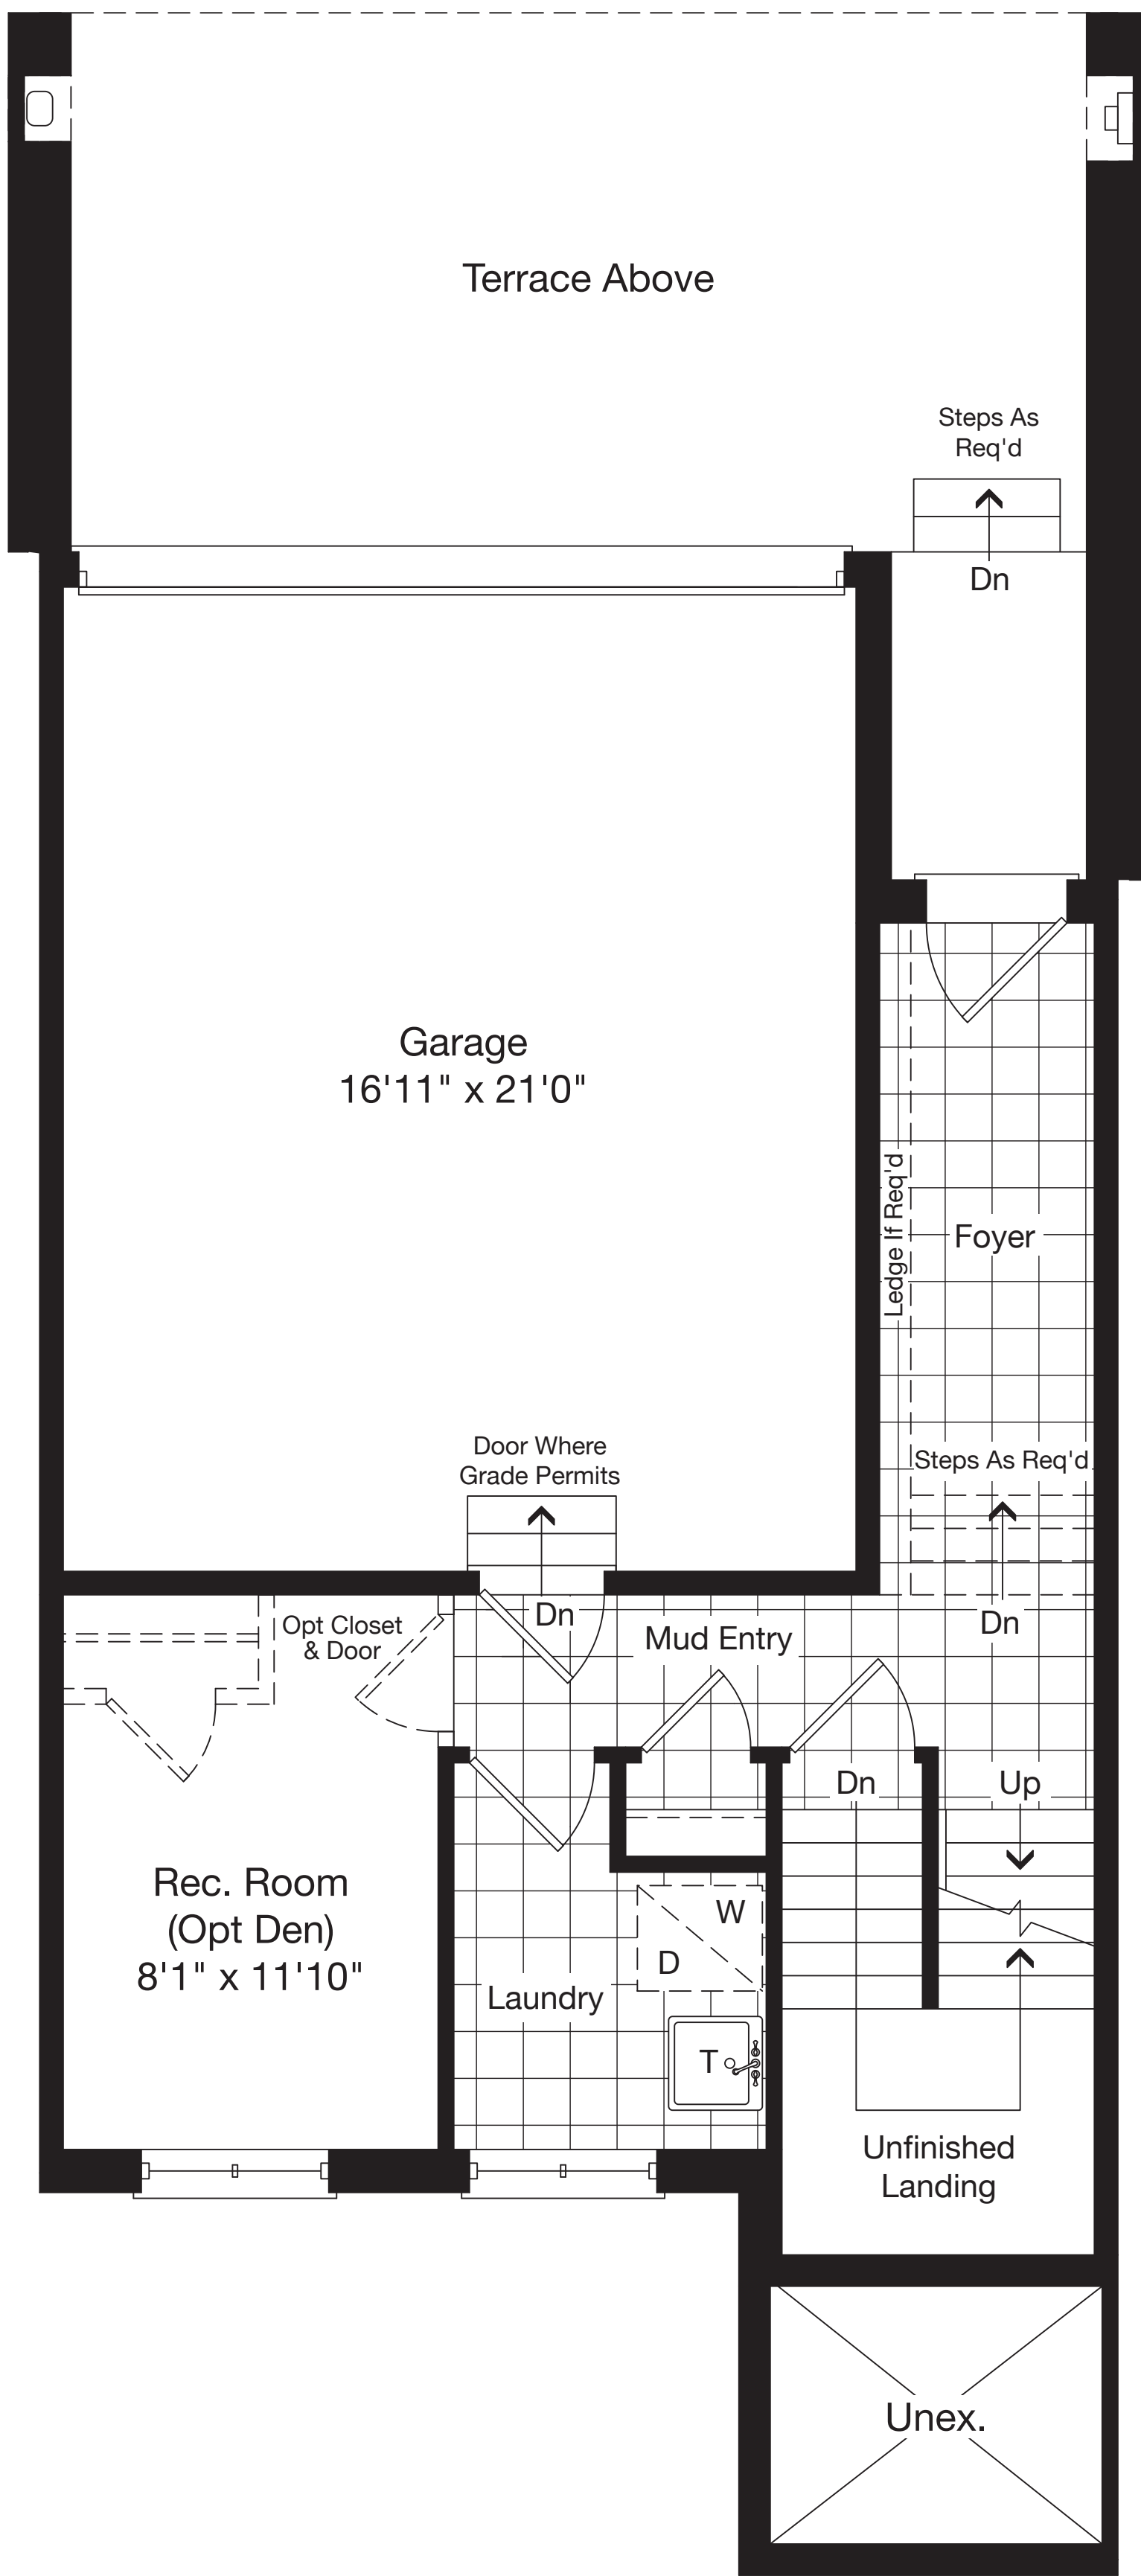 Terrace Above
Steps As
Req'd
Dn
Garage
16'11" x 21'0"
Ledge If Req'd
Foyer
Door Where
Grade Permits
Steps As Req'd
Dn
Opt Closet
& Door
Mud Entry
Dn
Dn
Up
Rec. Room
(Opt Den)
8'1" x 11'10"
W
D
Laundry
T
Unfinished
Landing
Unex.